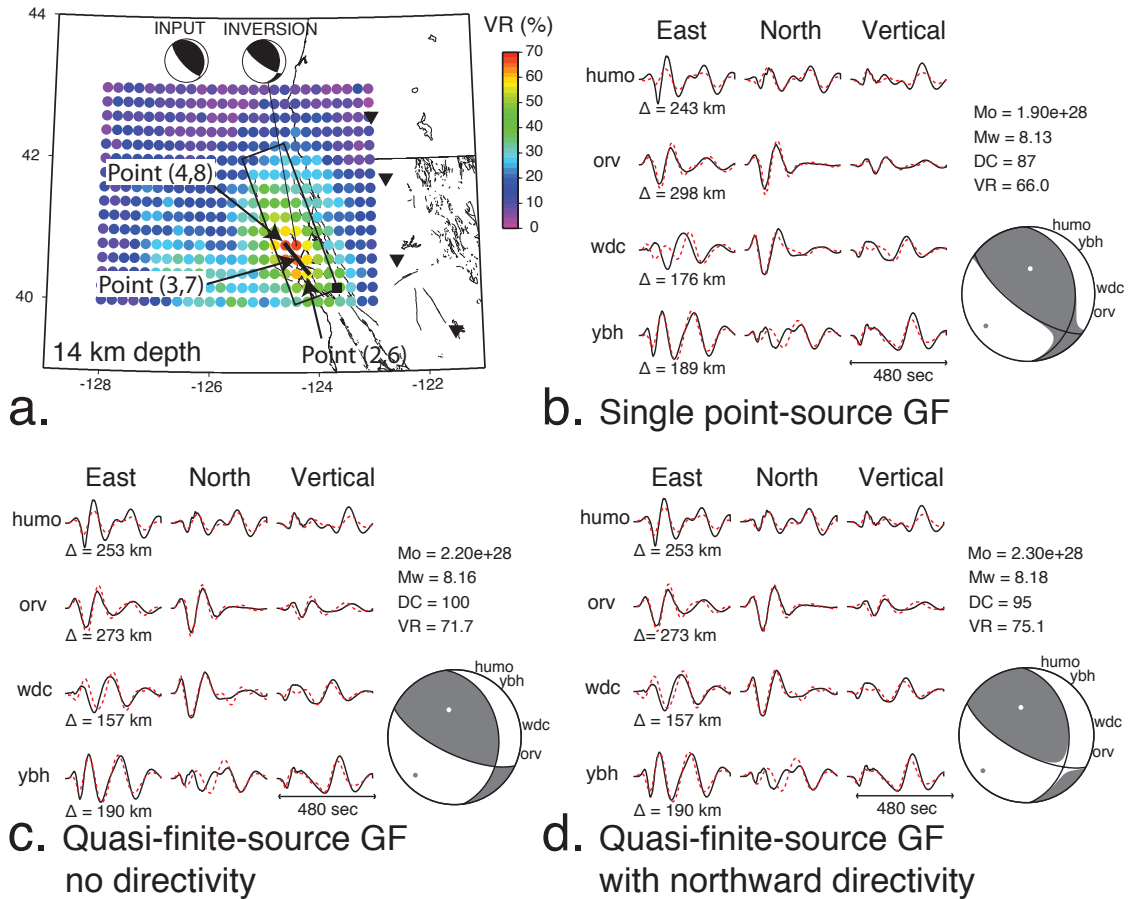 44
42
40
-128
-126
-124
-122
INPUT
INVERSION
VR (%)
70
60
50
40
30
20
10
0
Point (4,8)
Point (3,7)
Point (2,6)
14 km depth
a.
East North Vertical
humo
Δ = 243 km
orv
Δ = 298 km
wdc
Δ = 176 km
ybh
Δ = 189 km
480 sec
Mo = 1.90e+28
Mw = 8.13
DC = 87
VR = 66.0
humo
ybh
wdc
orv
b. Single point-source GF
East North Vertical
humo
Δ = 253 km
orv
Δ = 273 km
wdc
Δ = 157 km
ybh
Δ = 190 km
480 sec
Mo = 2.20e+28
Mw = 8.16
DC = 100
VR = 71.7
humo
ybh
wdc
orv
c. Quasi-finite-source GF
no directivity
East North Vertical
humo
Δ = 253 km
orv
Δ= 273 km
wdc
Δ = 157 km
ybh
Δ = 190 km
480 sec
Mo = 2.30e+28
Mw = 8.18
DC = 95
VR = 75.1
humo
ybh
wdc
orv
d. Quasi-finite-source GF
with northward directivity